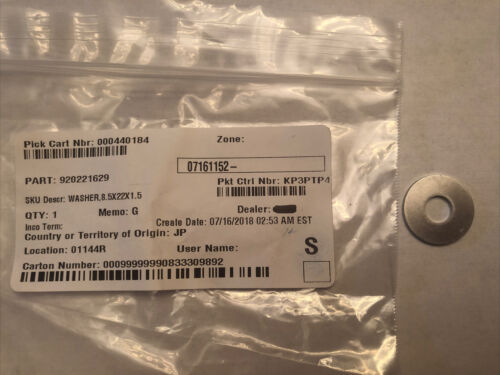 Pick Cart Nbr: 000440184 Zone:
07161152-
PART: 920221629 Pkt Ctrl Nbr: KP3PTP4
SKU Descr: WASHER,8.5X22X1.5
QTY: 1 Memo: G Dealer:
Inco Term: Create Date: 07/16/2018 02:53 AM EST
Country or Territory of Origin: JP
Location: 01144R User Name: S
Carton Number: 00099999990833309892